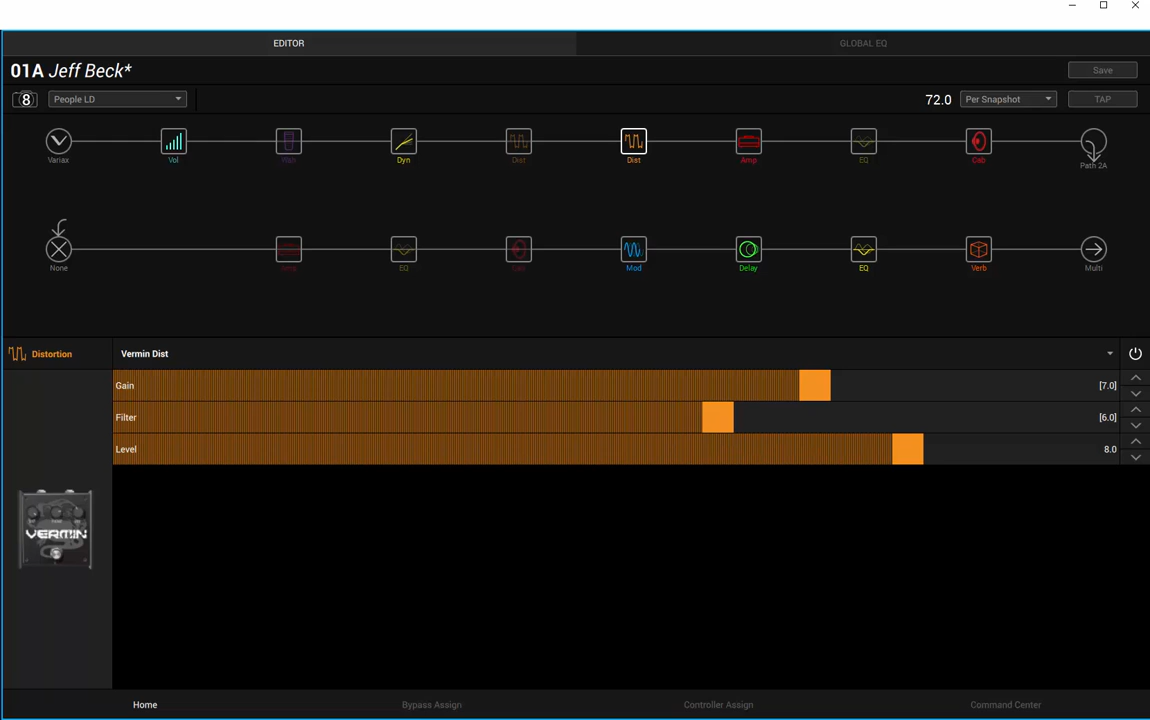 EDITOR GLOBAL EQ
01A Jeff Beck* Save
8 People LD 72.0 Per Snapshot TAP
Variax Vol Dyn Dist Dist Amp EQ Cab Path 2A
None Amp EQ Cab Mod Delay EQ Verb Multi
Distortion Vermin Dist
Gain [7.0]
Filter [6.0]
Level 8.0
VERMIN
Home Bypass Assign Controller Assign Command Center